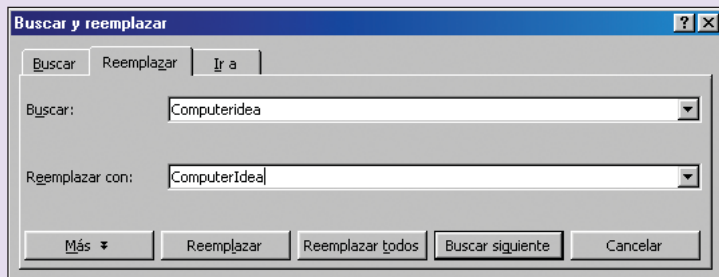 Buscar y reemplazar
Buscar Reemplazar Ir a
Buscar: Computeridea
Reemplazar con: ComputerIdea
Más Reemplazar Reemplazar todos Buscar siguiente Cancelar